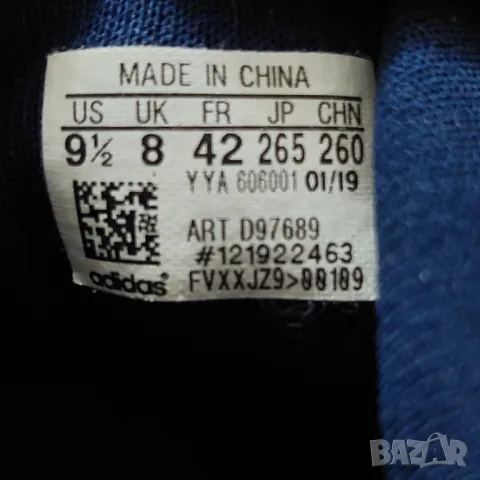 MADE IN CHINA
US UK FR JP CHN
9½ 8 42 265 260
YYA 606001 01/19
ART D97689
#121922463
adidas FVXXJZ9>00109
BAZAR